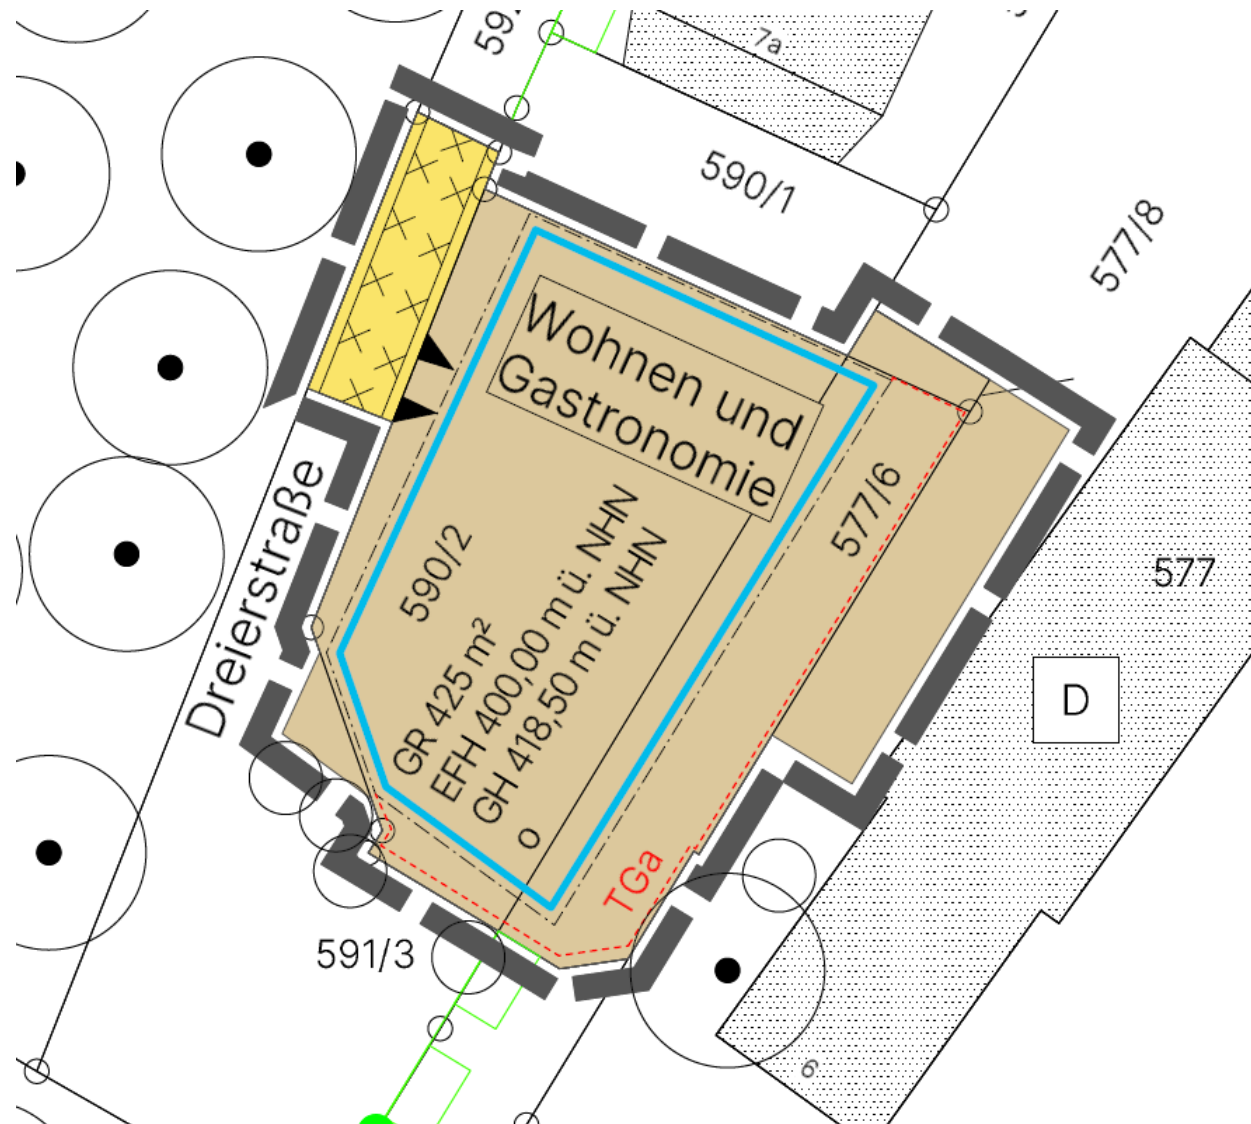 7a
590/1
577/8
Wohnen und
Gastronomie
577/6
590/2
577
GR 425 m²
EFH 400,00 m ü. NHN
GH 418,50 m ü. NHN
o
Dreierstraße
D
TGa
591/3
6